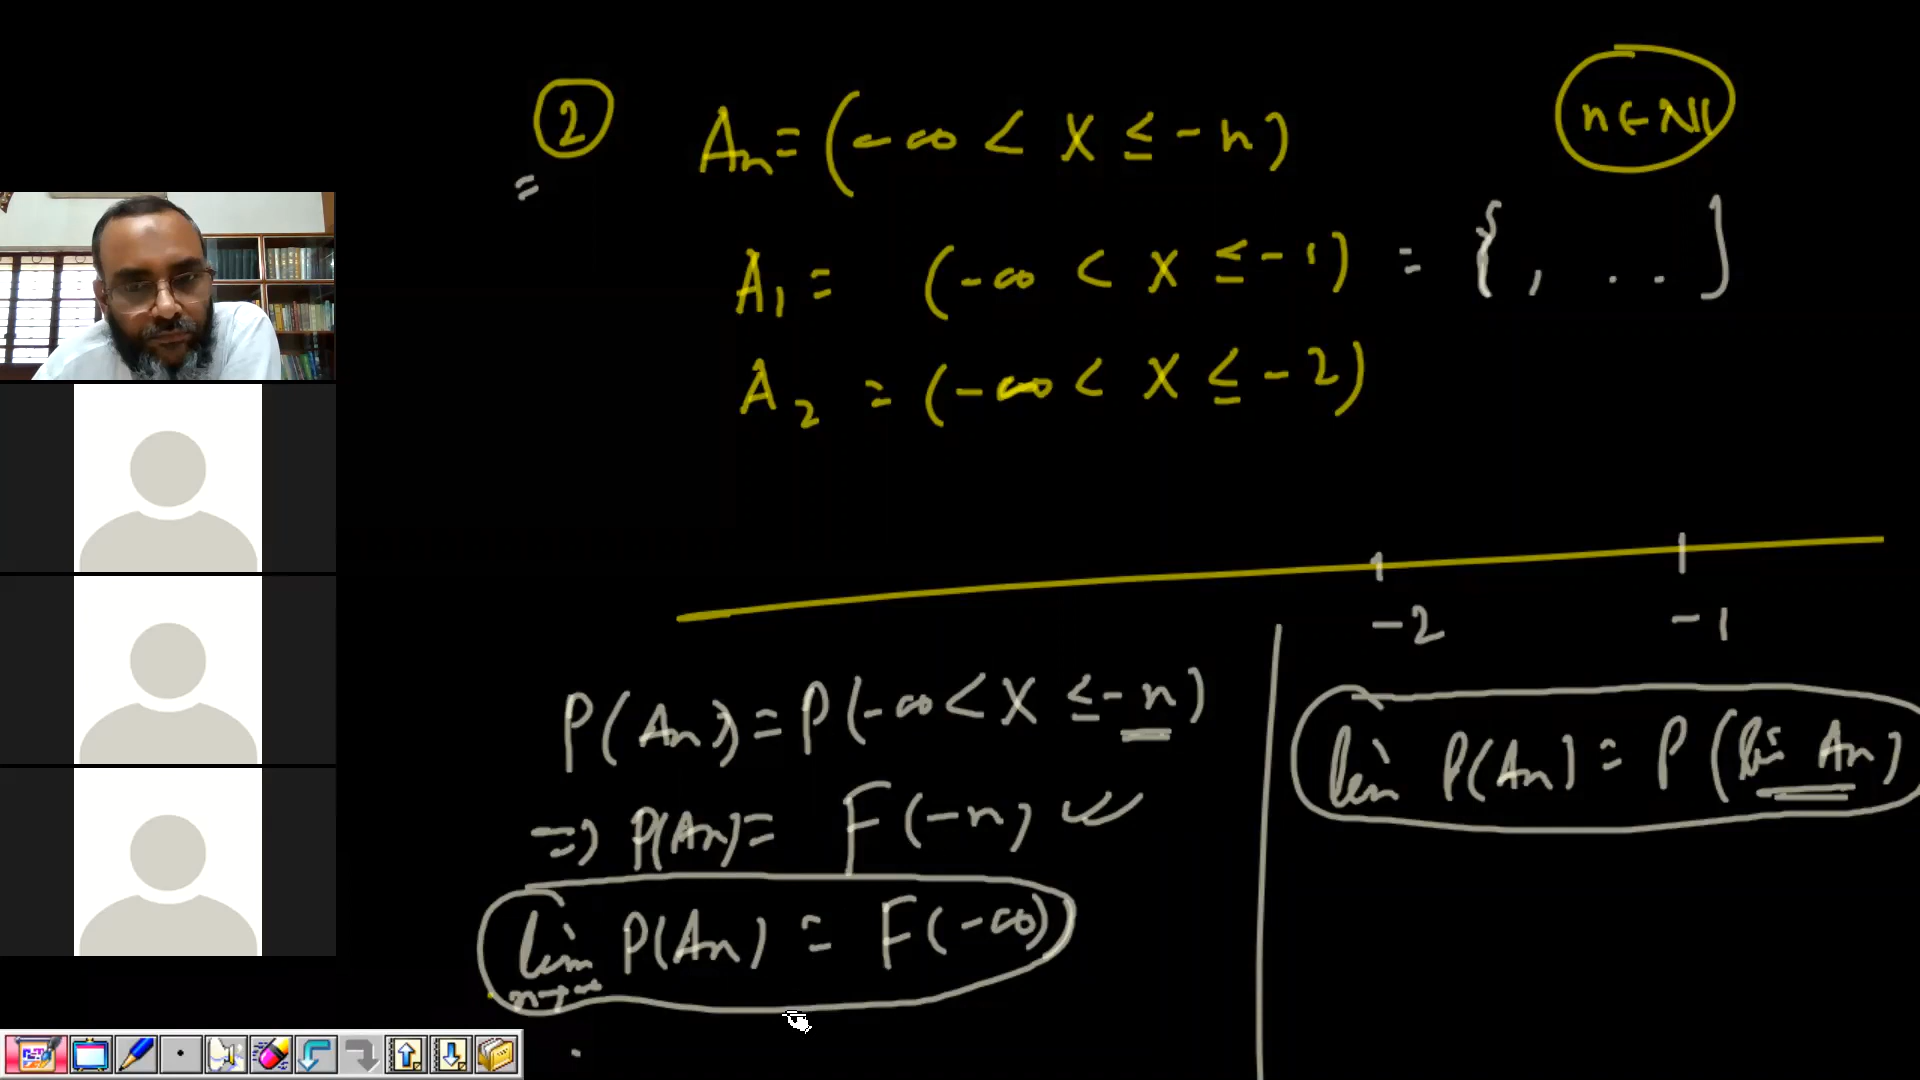 ② Aₙ = (-∞ < X ≤ -n) n ∈ ℕ
=
A₁ = (-∞ < X ≤ -1) = { , . . }
A₂ = (-∞ < X ≤ -2)
-2 -1
P(Aₙ) = P(-∞ < X ≤ -n)
⇒ P(Aₙ) = F(-n)
lim P(Aₙ) = F(-∞)
n→∞
lim P(Aₙ) = P(lim Aₙ)